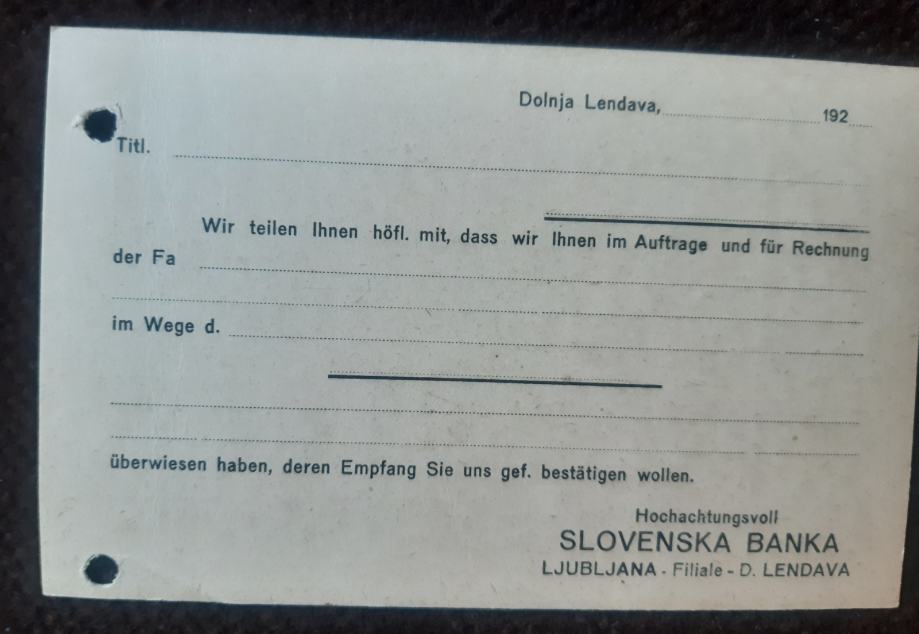 Dolnja Lendava, 192
Titl.
Wir teilen Ihnen höfl. mit, dass wir Ihnen im Auftrage und für Rechnung
der Fa
im Wege d.
überwiesen haben, deren Empfang Sie uns gef. bestätigen wollen.
Hochachtungsvoll
SLOVENSKA BANKA
LJUBLJANA - Filiale - D. LENDAVA